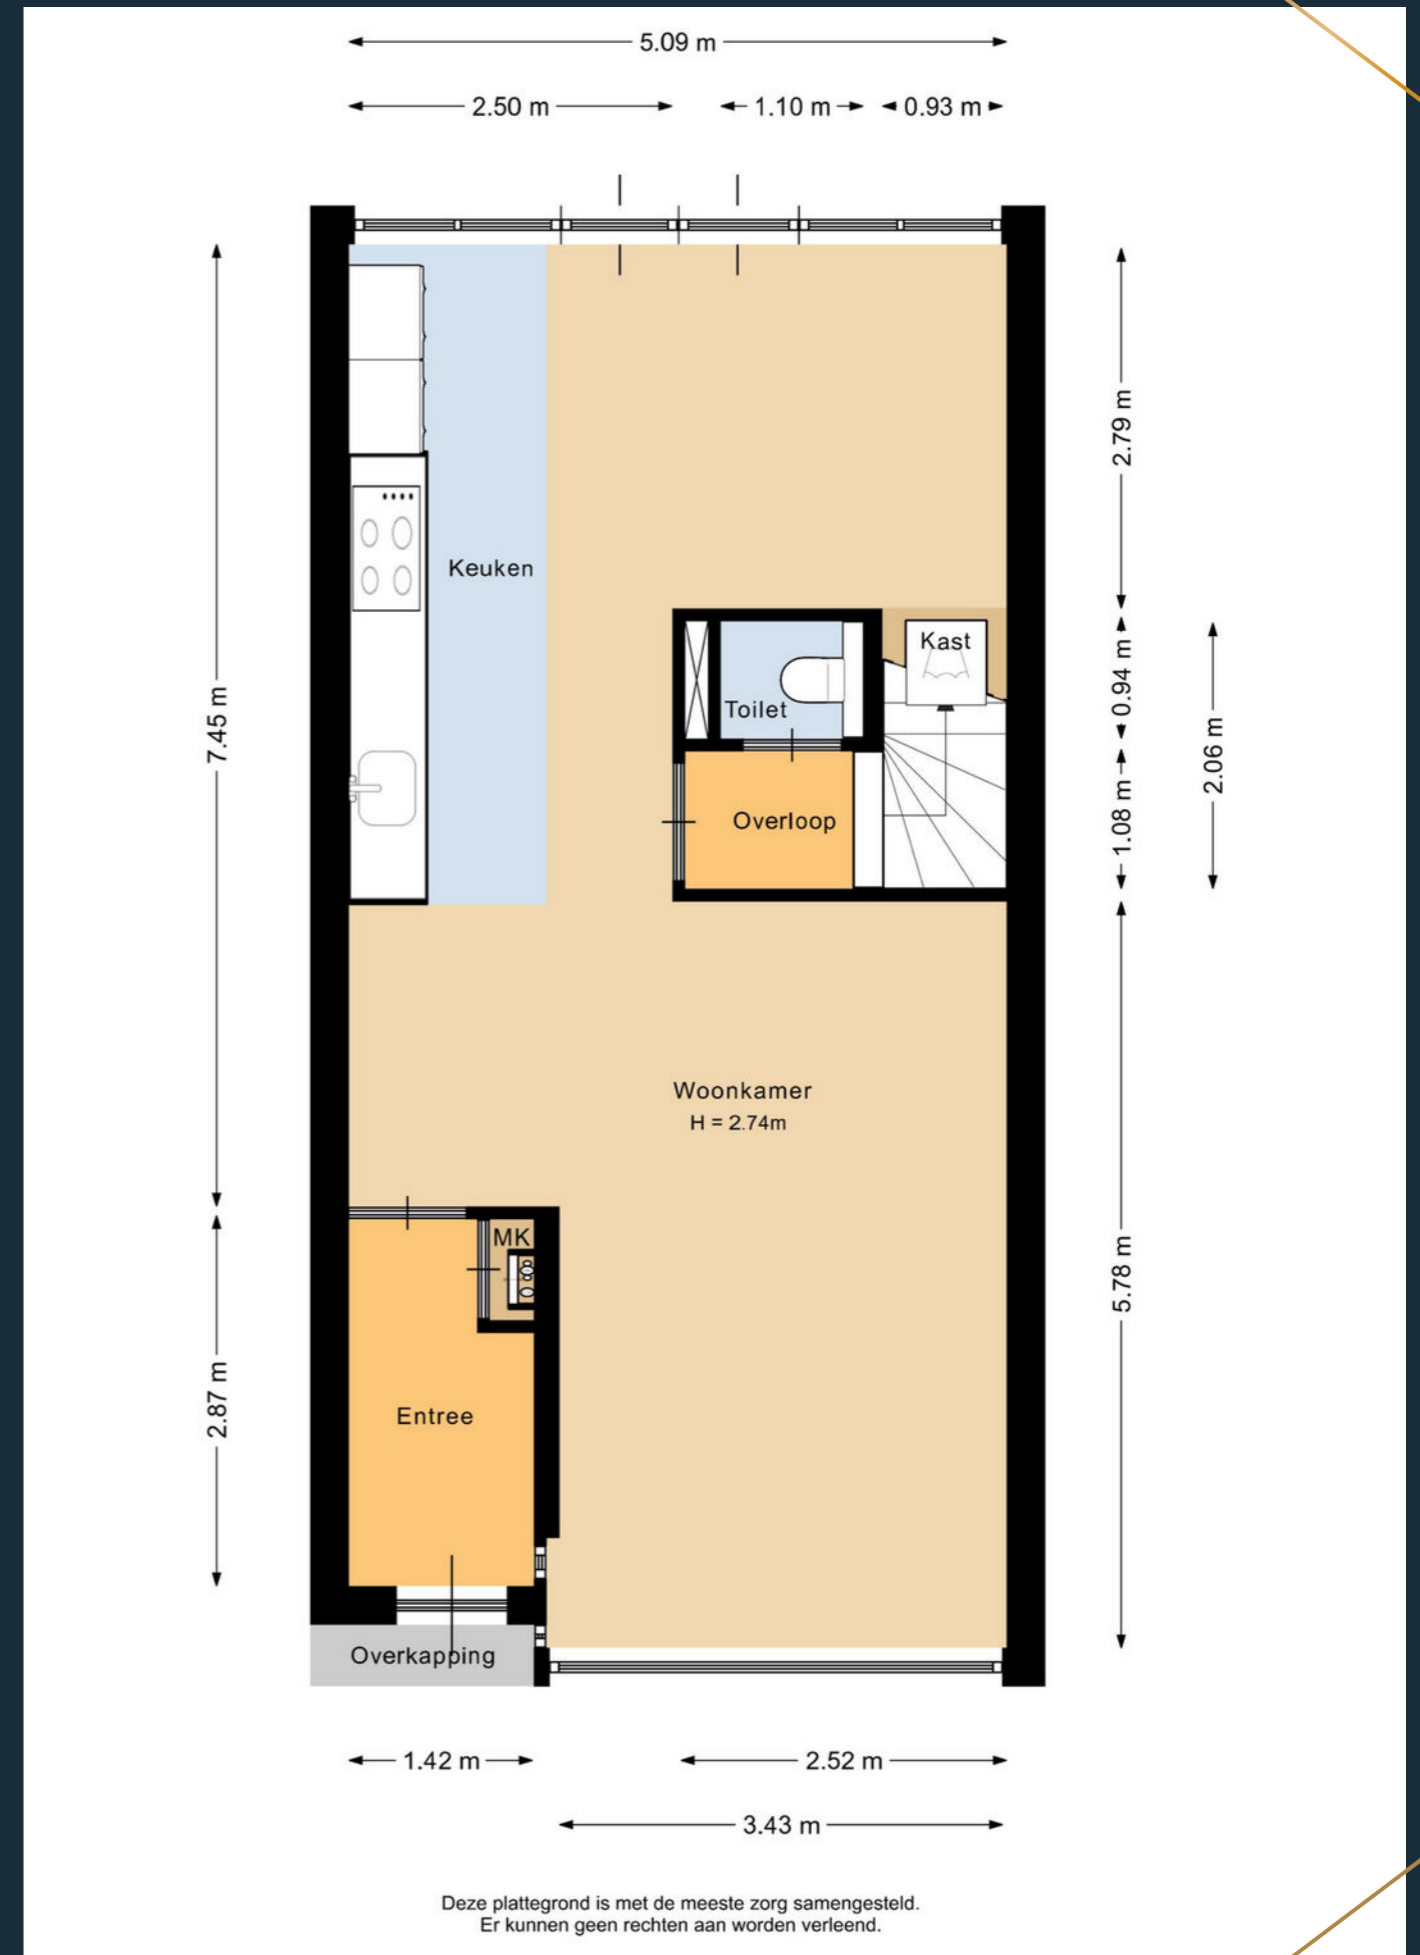 5.09 m
2.50 m
1.10 m
0.93 m
2.79 m
Keuken
Kast
0.94 m
7.45 m
Toilet
2.06 m
1.08 m
Overloop
Woonkamer
H = 2.74m
MK
5.78 m
2.87 m
Entree
Overkapping
1.42 m
2.52 m
3.43 m
Deze plattegrond is met de meeste zorg samengesteld.
Er kunnen geen rechten aan worden verleend.